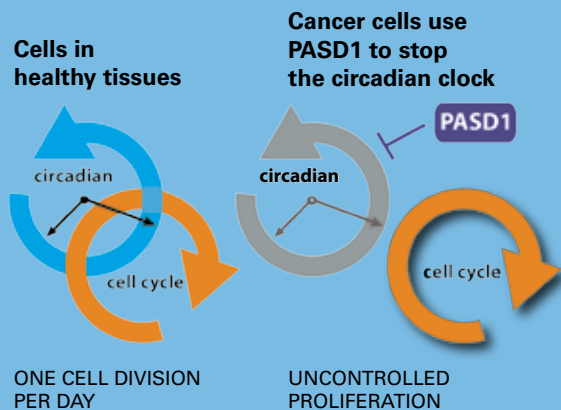 Cells in
healthy tissues
circadian
cell cycle
ONE CELL DIVISION
PER DAY
Cancer cells use
PASD1 to stop
the circadian clock
PASD1
circadian
cell cycle
UNCONTROLLED
PROLIFERATION